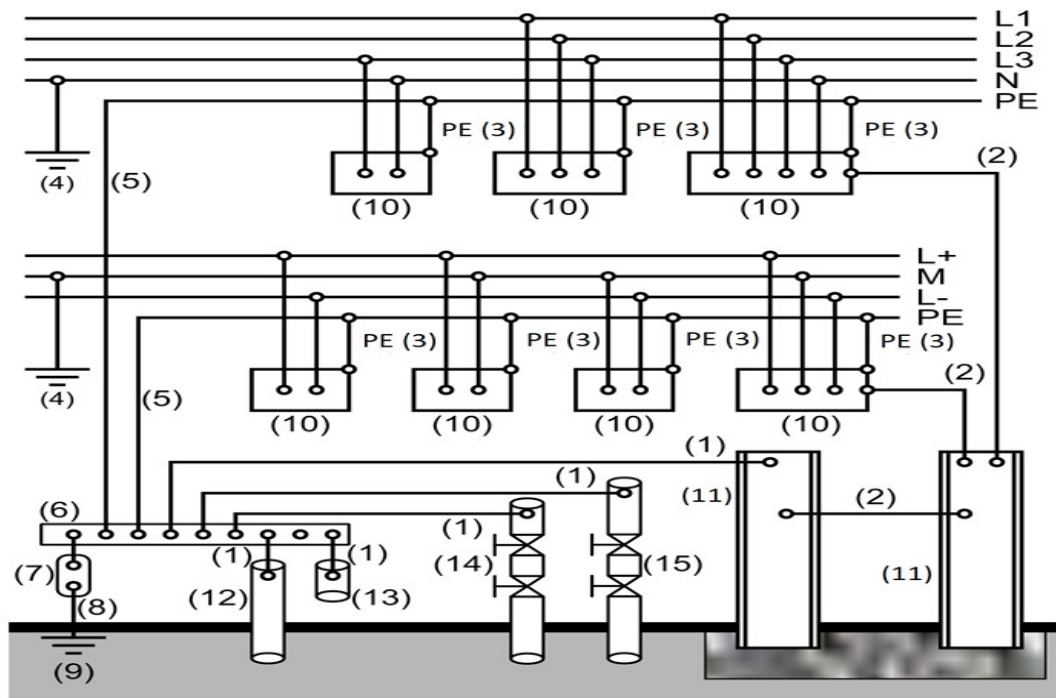 L1
L2
L3
N
PE
PE (3) PE (3) PE (3)
(2)
(4) (5)
(10) (10) (10)
L+
M
L-
PE
PE (3) PE (3) PE (3) PE (3)
(2)
(4) (5)
(10) (10) (10) (10)
(1)
(1) (11) (2)
(6) (1)
(1) (1) (14) (15)
(7) (12) (13) (11)
(8)
(9)